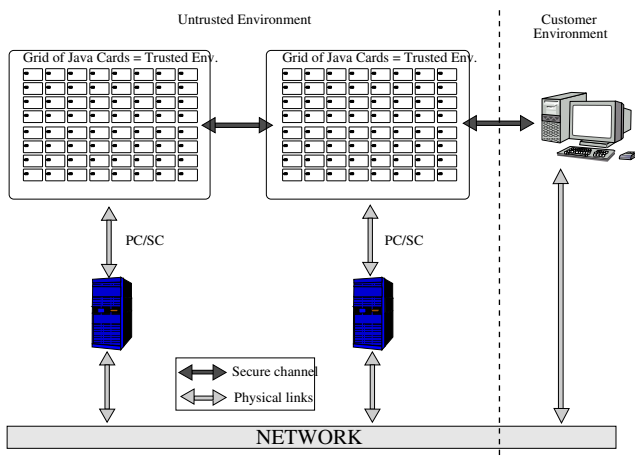 Untrusted Environment
Customer
Environment
Grid of Java Cards = Trusted Env.
Grid of Java Cards = Trusted Env.
PC/SC
PC/SC
Secure channel
Physical links
NETWORK